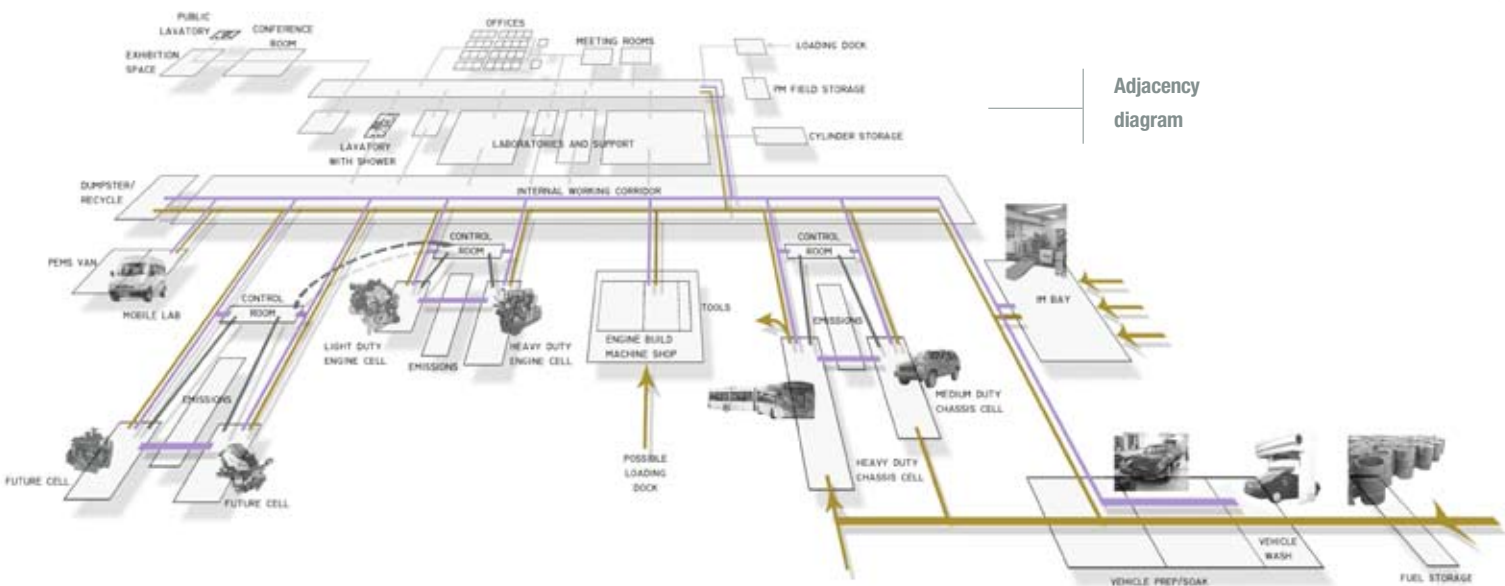 PUBLIC
LAVATORY
CONFERENCE
ROOM
EXHIBITION
SPACE
OFFICES
MEETING ROOMS
LOADING DOCK
PM FIELD STORAGE
CYLINDER STORAGE
Adjacency
diagram
LAVATORY
WITH SHOWER
LABORATORIES AND SUPPORT
DUMPSTER/
RECYCLE
INTERNAL WORKING CORRIDOR
PEMS VAN
MOBILE LAB
CONTROL
ROOM
CONTROL
ROOM
CONTROL
ROOM
LIGHT DUTY
ENGINE CELL
EMISSIONS
HEAVY DUTY
ENGINE CELL
TOOLS
ENGINE BUILD
MACHINE SHOP
EMISSIONS
IM BAY
MEDIUM DUTY
CHASSIS CELL
EMISSIONS
FUTURE CELL
FUTURE CELL
POSSIBLE
LOADING
DOCK
HEAVY DUTY
CHASSIS CELL
VEHICLE
WASH
VEHICLE PREP/SOAK
FUEL STORAGE